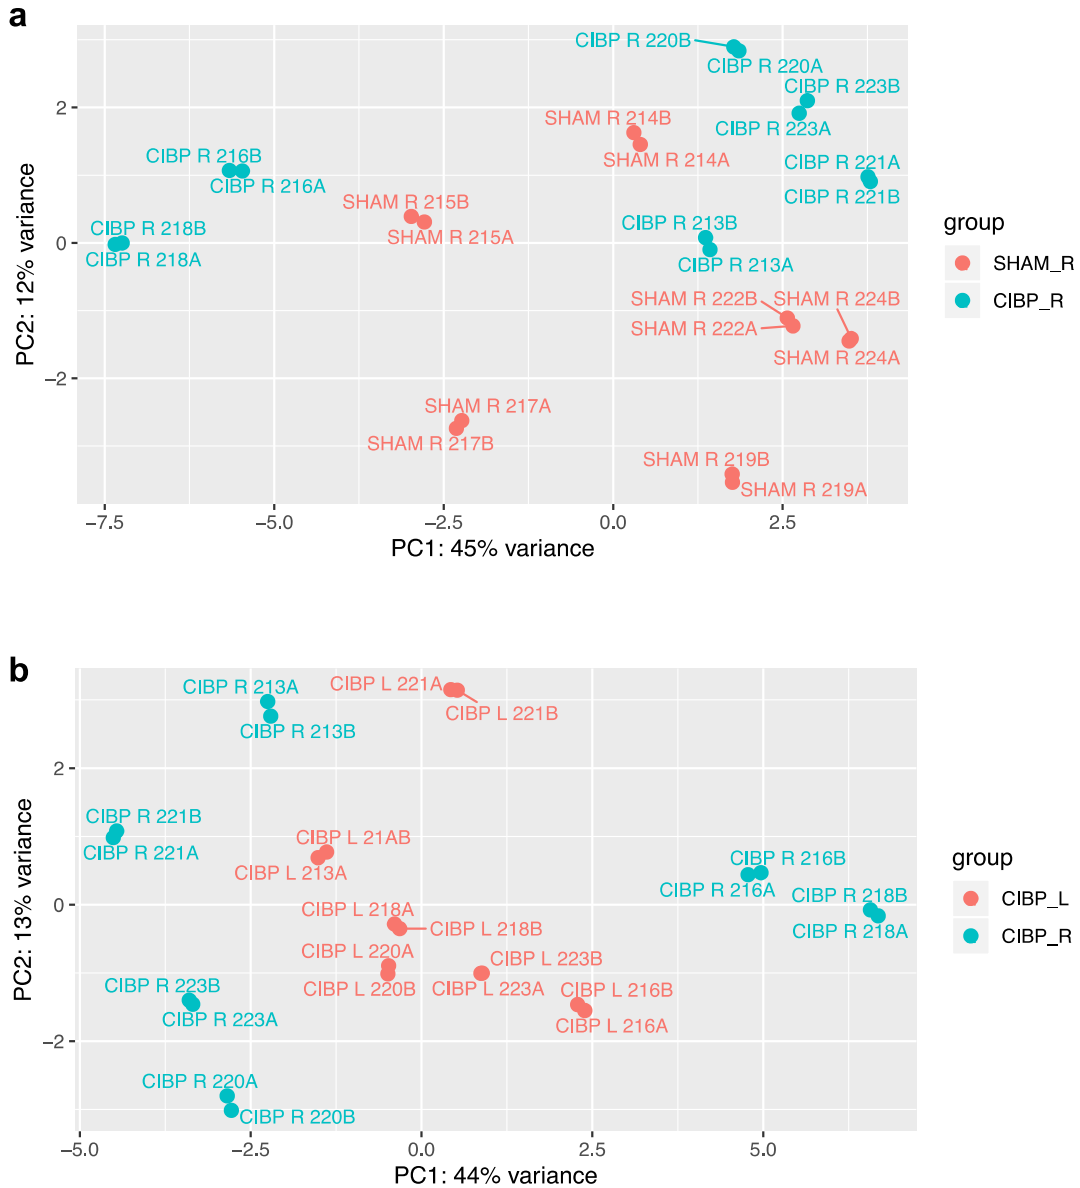 a
CIBP R 220B
CIBP R 220A
CIBP R 223B
CIBP R 223A
SHAM R 214B
SHAM R 214A
CIBP R 216B
CIBP R 216A
CIBP R 221A
CIBP R 221B
SHAM R 215B
SHAM R 215A
CIBP R 218B
CIBP R 218A
CIBP R 213B
CIBP R 213A
SHAM R 222B
SHAM R 224B
SHAM R 222A
SHAM R 224A
SHAM R 217A
SHAM R 217B
SHAM R 219B
SHAM R 219A
2
0
−2
PC2: 12% variance
−7.5
−5.0
−2.5
0.0
2.5
PC1: 45% variance
group
SHAM_R
CIBP_R
b
CIBP R 213A
CIBP R 213B
CIBP L 221A
CIBP L 221B
CIBP R 221B
CIBP R 221A
CIBP L 21AB
CIBP L 213A
CIBP R 216B
CIBP R 216A
CIBP R 218B
CIBP R 218A
CIBP L 218A
CIBP L 218B
CIBP L 220A
CIBP L 220B
CIBP L 223B
CIBP L 223A
CIBP L 216B
CIBP L 216A
CIBP R 223B
CIBP R 223A
CIBP R 220A
CIBP R 220B
2
0
−2
PC2: 13% variance
−5.0
−2.5
0.0
2.5
5.0
PC1: 44% variance
group
CIBP_L
CIBP_R